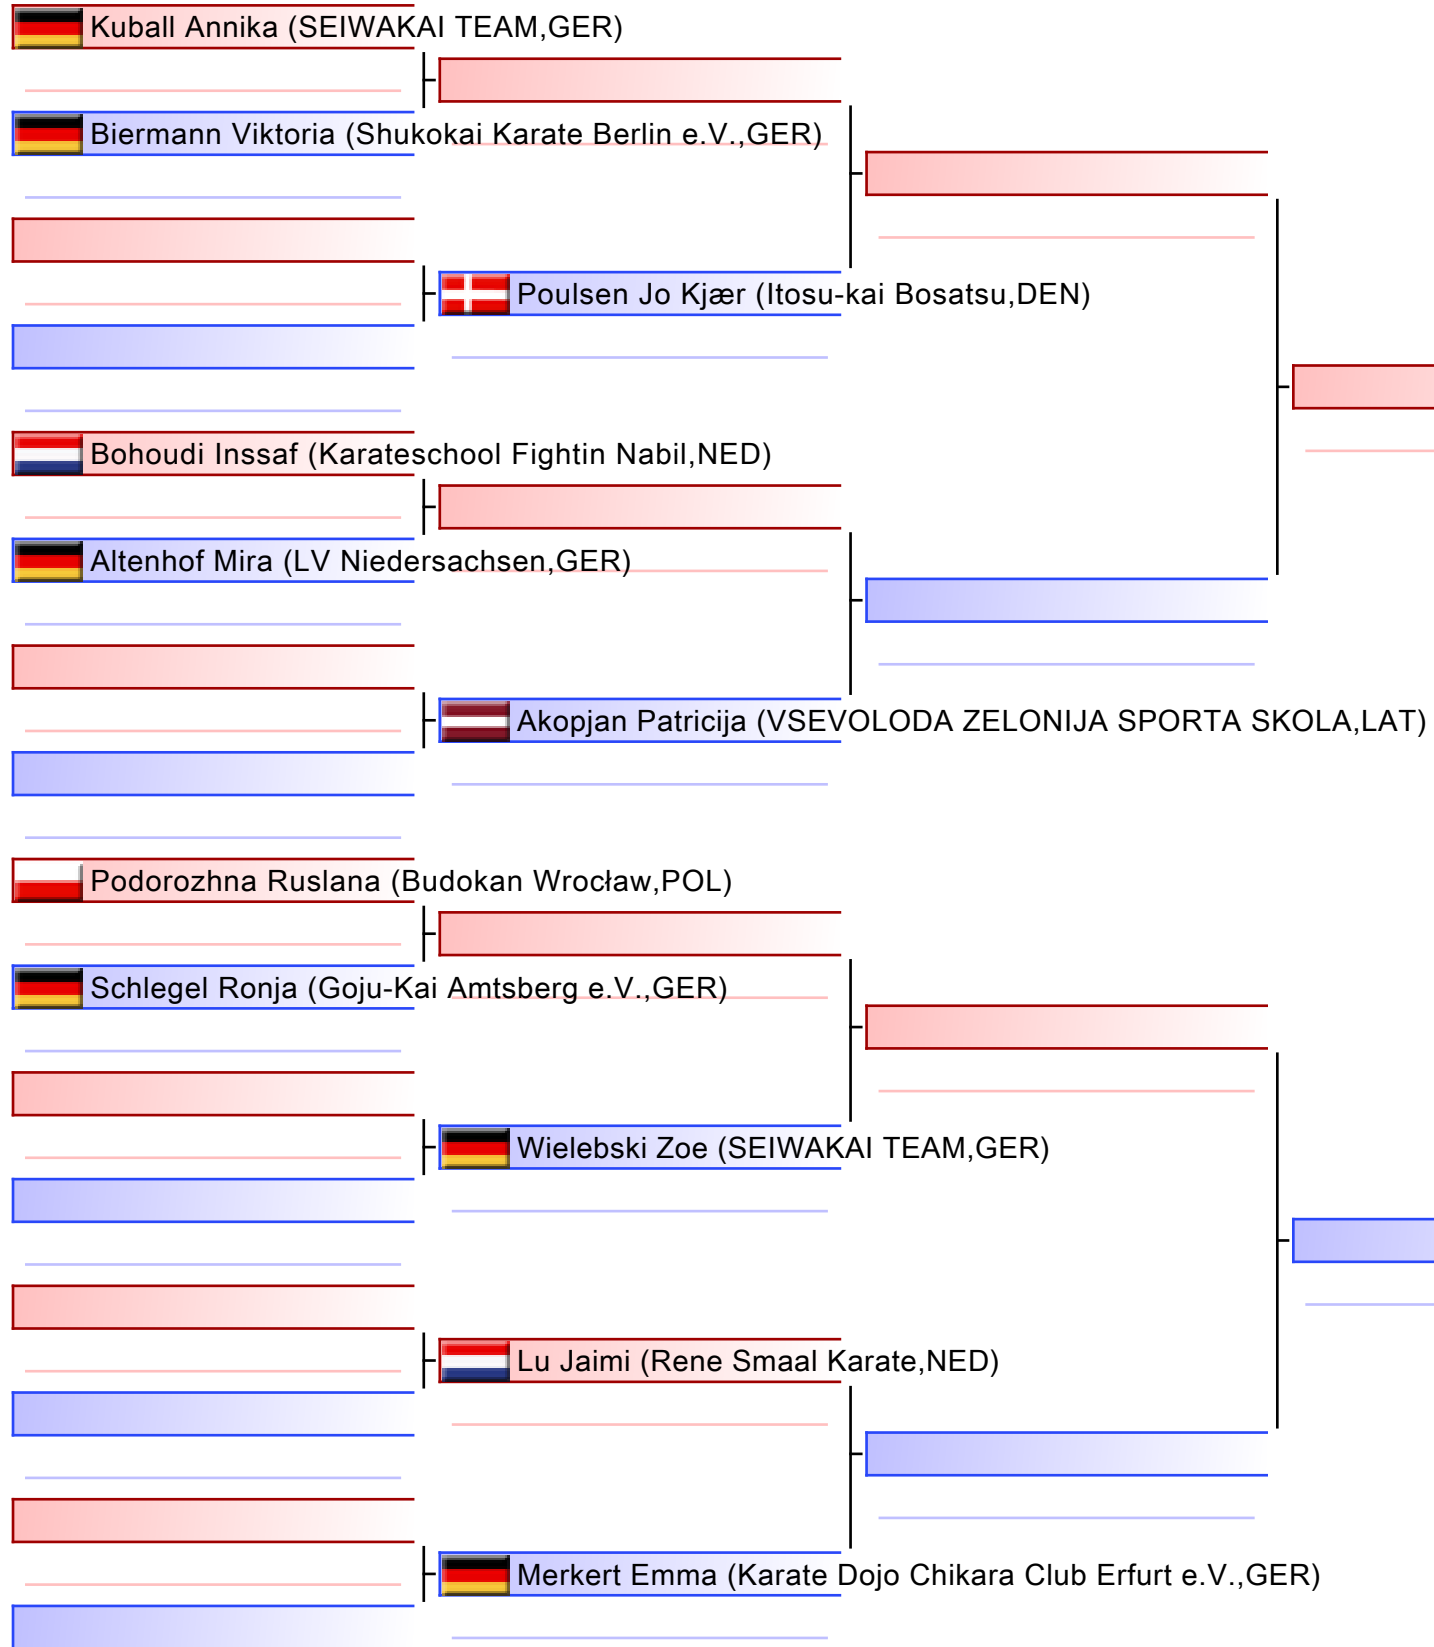 Kuball Annika (SEIWAKAI TEAM,GER)
Biermann Viktoria (Shukokai Karate Berlin e.V.,GER)
Poulsen Jo Kjær (Itosu-kai Bosatsu,DEN)
Bohoudi Inssaf (Karateschool Fightin Nabil,NED)
Altenhof Mira (LV Niedersachsen,GER)
Akopjan Patricija (VSEVOLODA ZELONIJA SPORTA SKOLA,LAT)
Podorozhna Ruslana (Budokan Wrocław,POL)
Schlegel Ronja (Goju-Kai Amtsberg e.V.,GER)
Wielebski Zoe (SEIWAKAI TEAM,GER)
Lu Jaimi (Rene Smaal Karate,NED)
Merkert Emma (Karate Dojo Chikara Club Erfurt e.V.,GER)